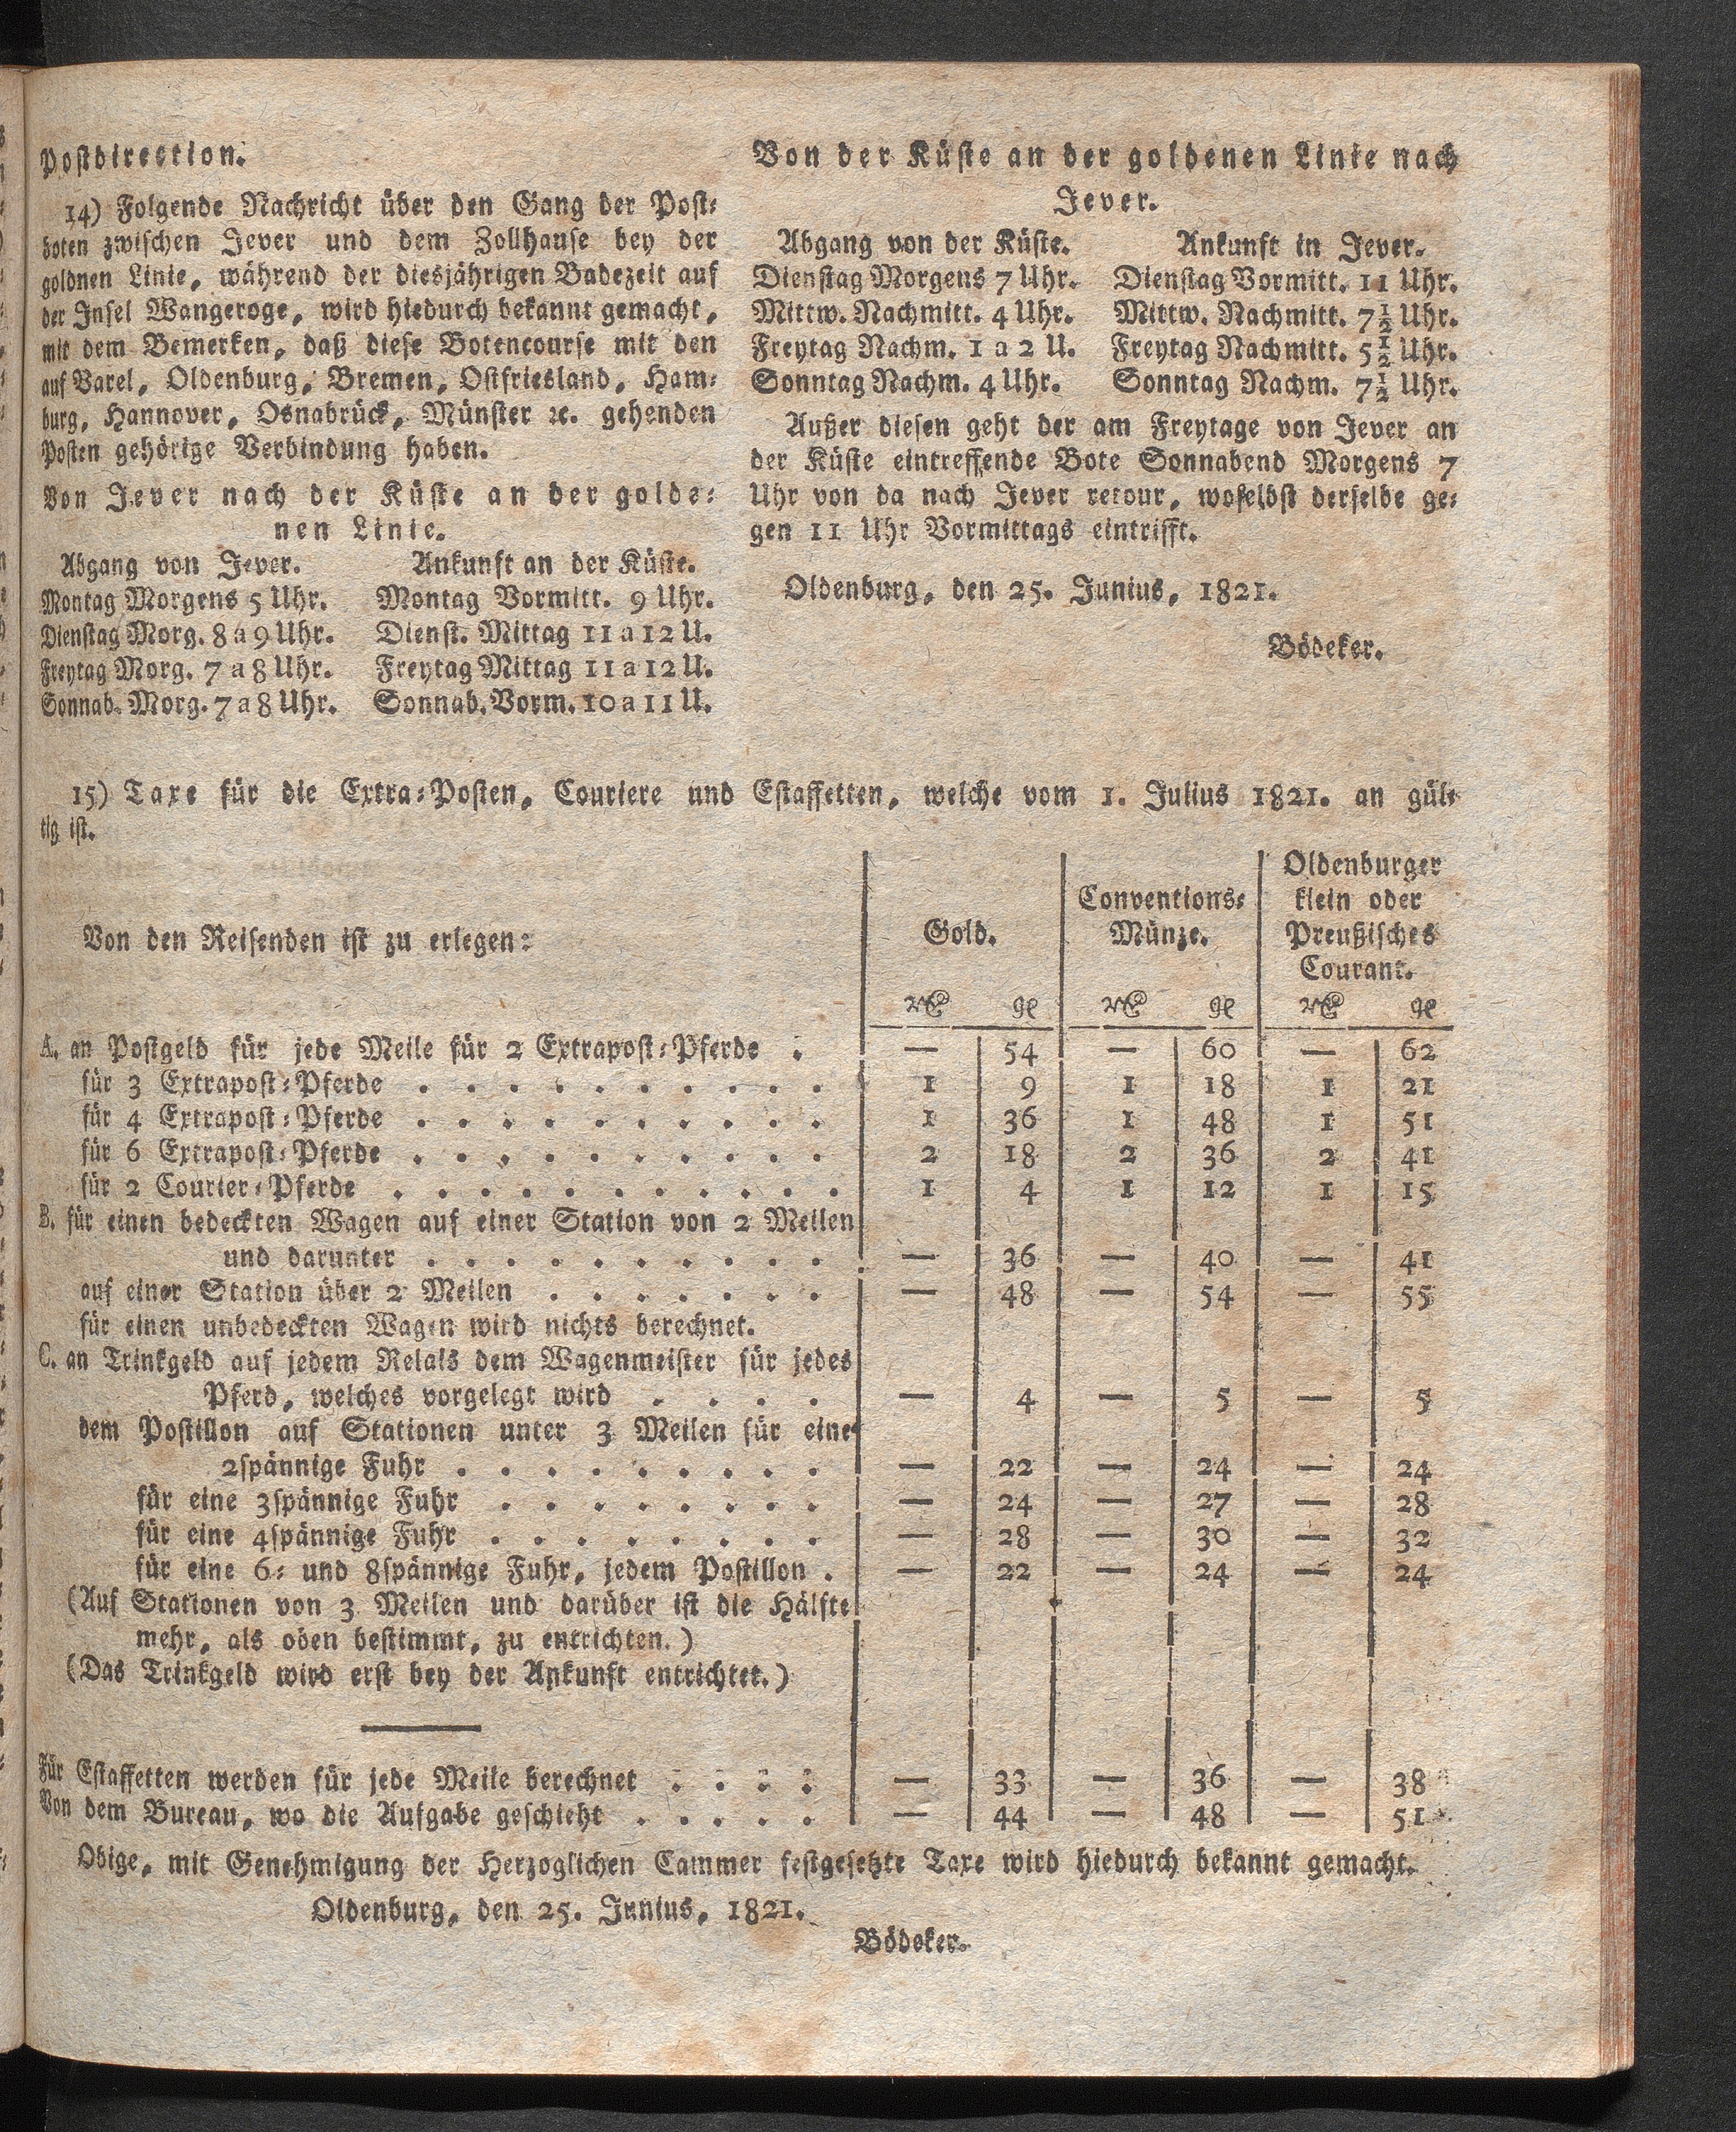 Postdirection.
14) Folgende Nachricht über den Gang der Post⸗
boten zwischen Jever und dem Zollhause bey der
goldnen Linie, während der diesjährigen Badezeit auf
der Insel Wangeroge, wird hiedurch bekannt gemacht,
mit dem Bemerken, daß diese Botencourse mit den
auf Varel, Oldenburg, Bremen, Ostfriesland, Ham⸗
burg, Hannover, Osnabrück, Münster ꝛc. gehenden
Posten gehörige Verbindung haben.
Von Jever nach der Küste an der golde⸗
nen Linie.
Abgang von Jever. Ankunft an der Küste.
Montag Morgens 5 Uhr. Montag Vormitt. 9 Uhr.
Dienstag Morg. 8 a 9 Uhr. Dienst. Mittag 11 a 12 U.
Freytag Morg. 7 a 8 Uhr. Freytag Mittag 11 a 12 U.
Sonnab. Morg. 7 a 8 Uhr. Sonnab. Vorm. 10 a 11 U.
Von der Küste an der goldenen Linie nach
Jever.
Abgang von der Küste. Ankunft in Jever.
Dienstag Morgens 7 Uhr. Dienstag Vormitt. 11 Uhr.
Mittw. Nachmitt. 4 Uhr. Mittw. Nachmitt. 7½ Uhr.
Freytag Nachm. 1 a 2 U. Freytag Nachmitt. 5½ Uhr.
Sonntag Nachm. 4 Uhr. Sonntag Nachm. 7½ Uhr.
Außer diesen geht der am Freytage von Jever an
der Küste eintreffende Bote Sonnabend Morgens 7
Uhr von da nach Jever retour, woselbst derselbe ge⸗
gen 11 Uhr Vormittags eintrifft.
Oldenburg, den 25. Junius, 1821.
Bödeker.
15) Taxe für die Extra⸗Posten, Couriere und Estaffetten, welche vom 1. Julius 1821. an gül⸗
tig ist.
Von den Reisenden ist zu erlegen:
Gold.
Conventions⸗
Münze.
Oldenburger
klein oder
Preußisches
Courant.
Rℓ gl Rℓ gl Rℓ gl
A. an Postgeld für jede Meile für 2 Extrapost⸗Pferde . — 54 — 60 — 62
für 3 Extrapost⸗Pferde . . . . . . . . . . 1 9 1 18 1 21
für 4 Extrapost⸗Pferde . . . . . . . . . . 1 36 1 48 1 51
für 6 Extrapost⸗Pferde . . . . . . . . . . 2 18 2 36 2 41
für 2 Courier⸗Pferde . . . . . . . . . . . 1 4 1 12 1 15
B. für einen bedeckten Wagen auf einer Station von 2 Meilen
und darunter . . . . . . . . . . — 36 — 40 — 41
auf einer Station über 2 Meilen . . . . . . . — 48 — 54 — 55
für einen unbedeckten Wagen wird nichts berechnet.
C. an Trinkgeld auf jedem Relais dem Wagenmeister für jedes
Pferd, welches vorgelegt wird . . . . — 4 — 5 — 5
dem Postillon auf Stationen unter 3 Meilen für eine
2spännige Fuhr . . . . . . . . . — 22 — 24 — 24
für eine 3spännige Fuhr . . . . . . . . — 24 — 27 — 28
für eine 4spännige Fuhr . . . . . . . . — 28 — 30 — 32
für eine 6⸗ und 8spännige Fuhr, jedem Postillon . — 22 — 24 — 24
(Auf Stationen von 3 Meilen und darüber ist die Hälfte
mehr, als oben bestimmt, zu entrichten.)
(Das Trinkgeld wird erst bey der Ankunft entrichtet.)
Für Estaffetten werden für jede Meile berechnet . . . . — 33 — 36 — 38
Von dem Bureau, wo die Aufgabe geschieht . . . . . — 44 — 48 — 51
Obige, mit Genehmigung der Herzoglichen Cammer festgesetzte Taxe wird hiedurch bekannt gemacht.
Oldenburg, den 25. Junius, 1821.
Bödeker.